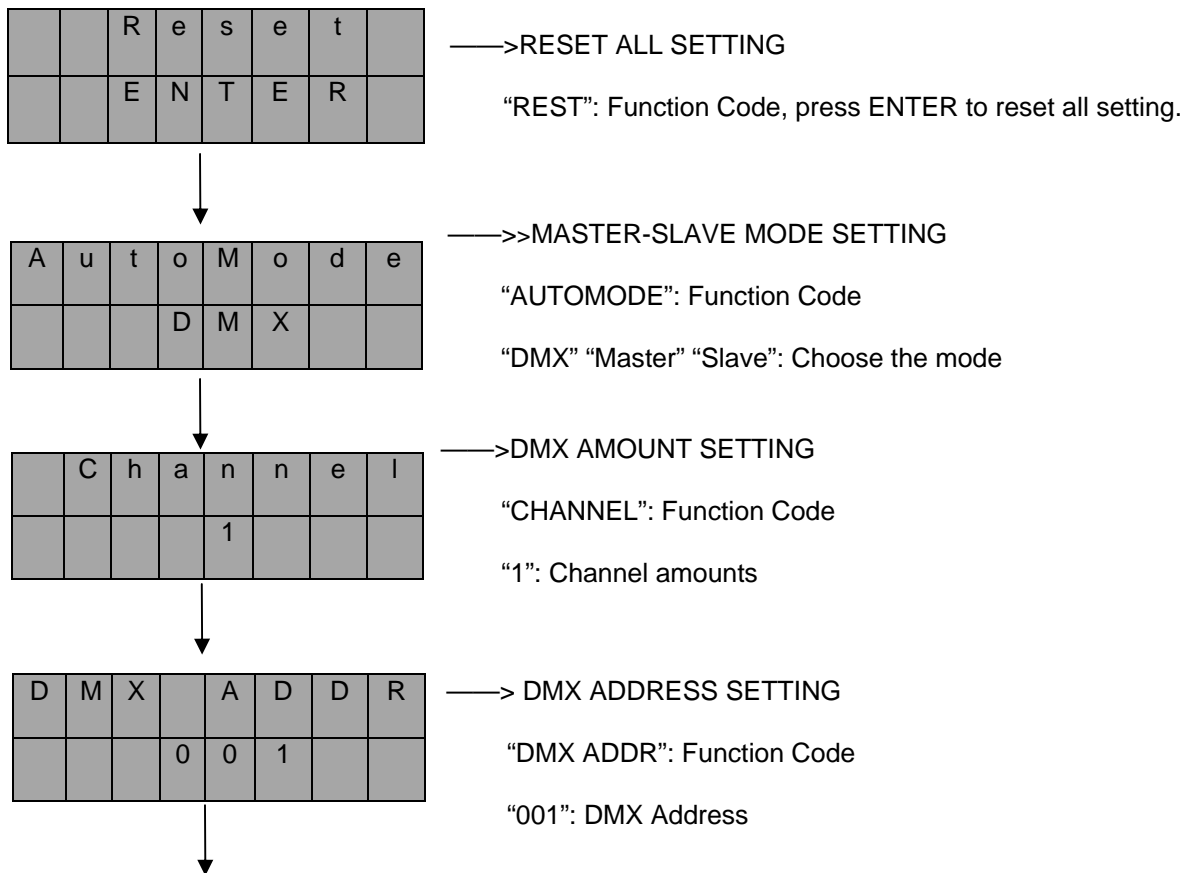 Reset
ENTER
——>RESET ALL SETTING
“REST”: Function Code, press ENTER to reset all setting.
AutoMode
DMX
——>>MASTER-SLAVE MODE SETTING
“AUTOMODE”: Function Code
“DMX” “Master” “Slave”: Choose the mode
Channel
1
——>DMX AMOUNT SETTING
“CHANNEL”: Function Code
“1”: Channel amounts
DMX ADDR
001
——> DMX ADDRESS SETTING
“DMX ADDR”: Function Code
“001”: DMX Address